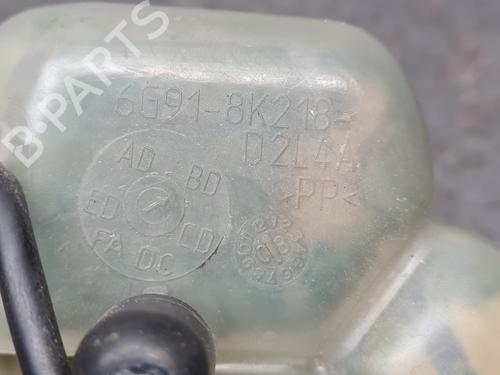 B-PARTS
6G91-8K218-
D2L4A
>PP<
AD
BD
ED
CD
FA
DC